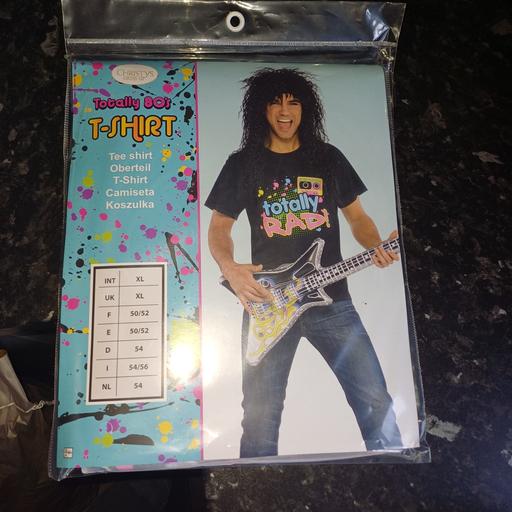 CHRISTYS
Totally 80's
T-SHIRT
Tee shirt
Oberteil
T-Shirt
Camiseta
Koszulka
INT XL
UK XL
F 50/52
E 50/52
D 54
I 54/56
NL 54
totally
RAD!